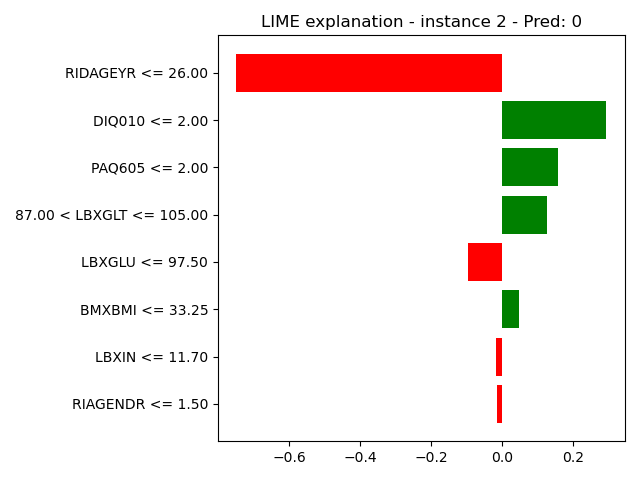 LIME explanation - instance 2 - Pred: 0
RIDAGEYR <= 26.00
DIQ010 <= 2.00
PAQ605 <= 2.00
87.00 < LBXGLT <= 105.00
LBXGLU <= 97.50
BMXBMI <= 33.25
LBXIN <= 11.70
RIAGENDR <= 1.50
−0.6 −0.4 −0.2 0.0 0.2